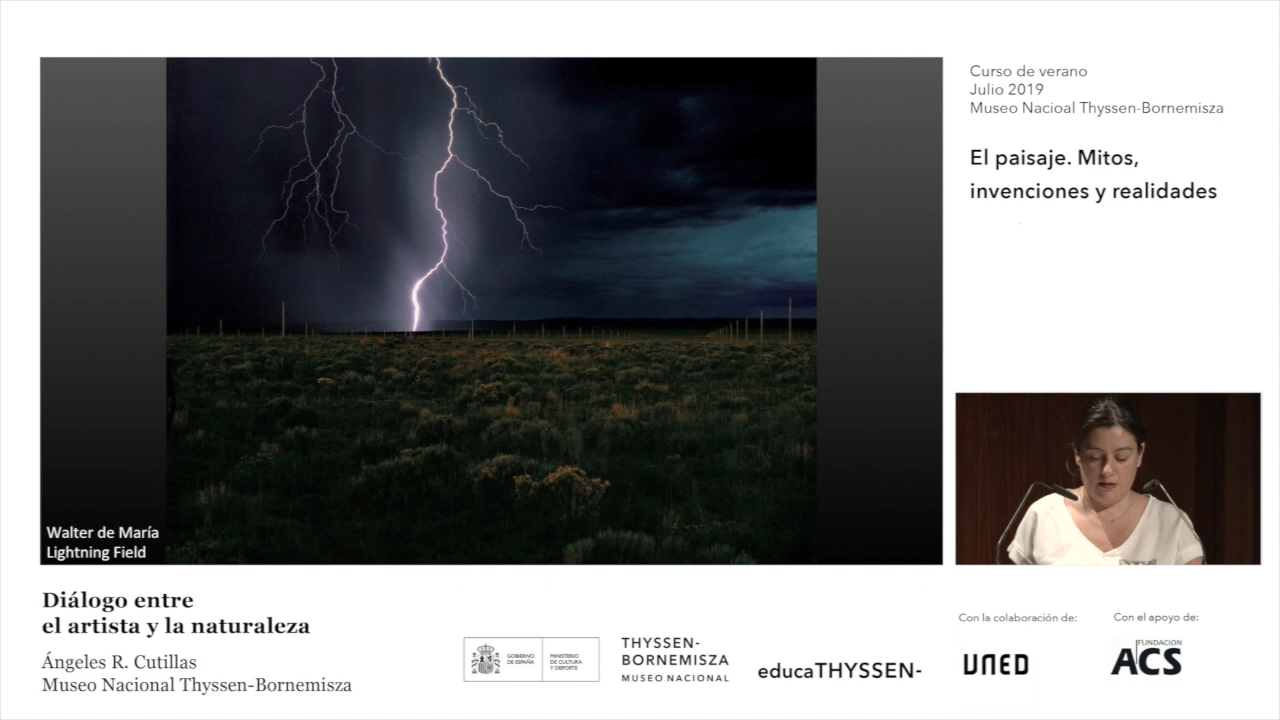 Curso de verano
Julio 2019
Museo Nacioal Thyssen-Bornemisza
El paisaje. Mitos,
invenciones y realidades
Walter de María
Lightning Field
Diálogo entre
el artista y la naturaleza
Ángeles R. Cutillas
Museo Nacional Thyssen-Bornemisza
GOBIERNO
DE ESPAÑA
MINISTERIO
DE CULTURA
Y DEPORTE
THYSSEN-
BORNEMISZA
MUSEO NACIONAL
educaTHYSSEN-
Con la colaboración de:
UNED
Con el apoyo de:
FUNDACION
ACS